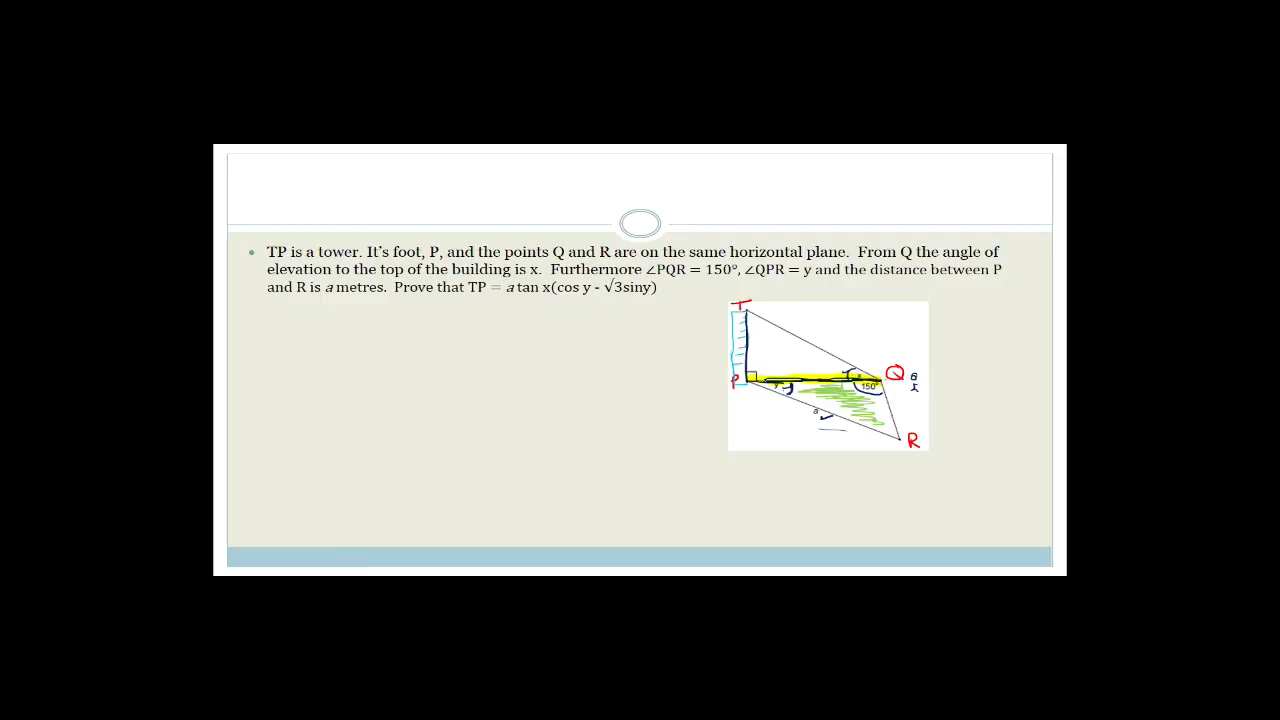 TP is a tower. It's foot, P, and the points Q and R are on the same horizontal plane. From Q the angle of
elevation to the top of the building is x. Furthermore ∠PQR = 150°, ∠QPR = y and the distance between P
and R is a metres. Prove that TP = a tan x(cos y - √3siny)
T
x
P
Q
y
150°
a
R